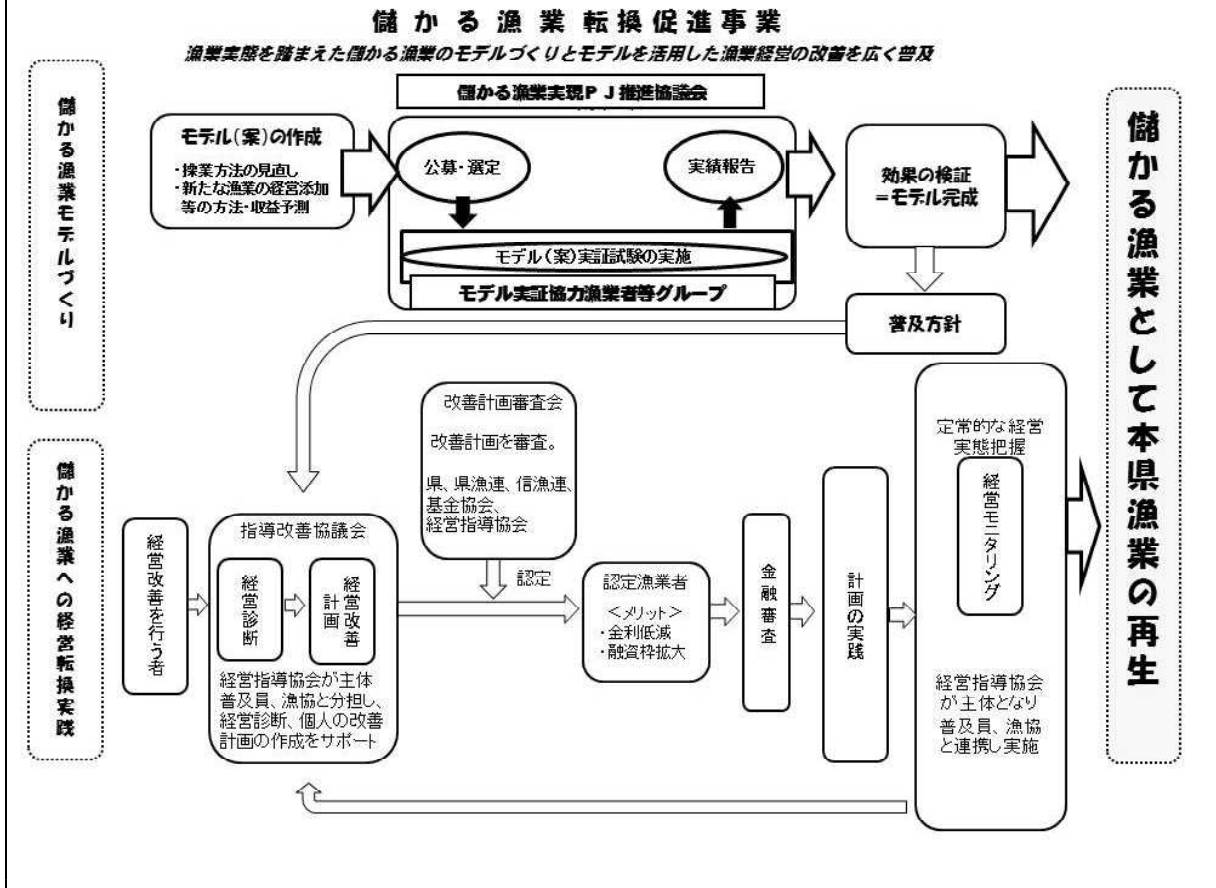 儲かる漁業転換促進事業
漁業実態を踏まえた儲かる漁業のモデルづくりとモデルを活用した漁業経営の改善を広く普及
儲かる漁業モデルづくり
儲かる漁業実現ＰＪ推進協議会
モデル（案）の作成
・操業方法の見直し
・新たな漁業の経営添加
等の方法・収益予測
公募・選定
実績報告
モデル（案）実証試験の実施
モデル実証協力漁業者等グループ
効果の検証
＝モデル完成
普及方針
儲かる漁業として本県漁業の再生
儲かる漁業への経営転換実践
経営改善を行う者
指導改善協議会
経営診断
経営改善
計画
経営指導協会が主体
普及員、漁協と分担し、
経営診断、個人の改善
計画の作成をサポート
改善計画審査会
改善計画を審査。
県、県漁連、信漁連、
基金協会、
経営指導協会
認定
認定漁業者
＜メリット＞
・金利低減
・融資枠拡大
金融審査
計画の実践
定常的な経営
実態把握
経営モニタリング
経営指導協会
が主体となり
普及員、漁協
と連携し実施